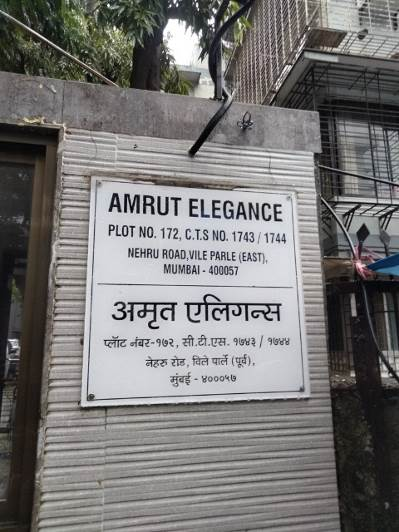 AMRUT ELEGANCE
PLOT NO. 172, C.T.S NO. 1743 / 1744
NEHRU ROAD,VILE PARLE (EAST),
MUMBAI - 400057
अमृत एलिगन्स
प्लॉट नंबर-१७२, सी.टी.एस. १७४३ / १७४४
नेहरु रोड, विले पार्ले (पूर्व),
मुंबई - ४०००५७